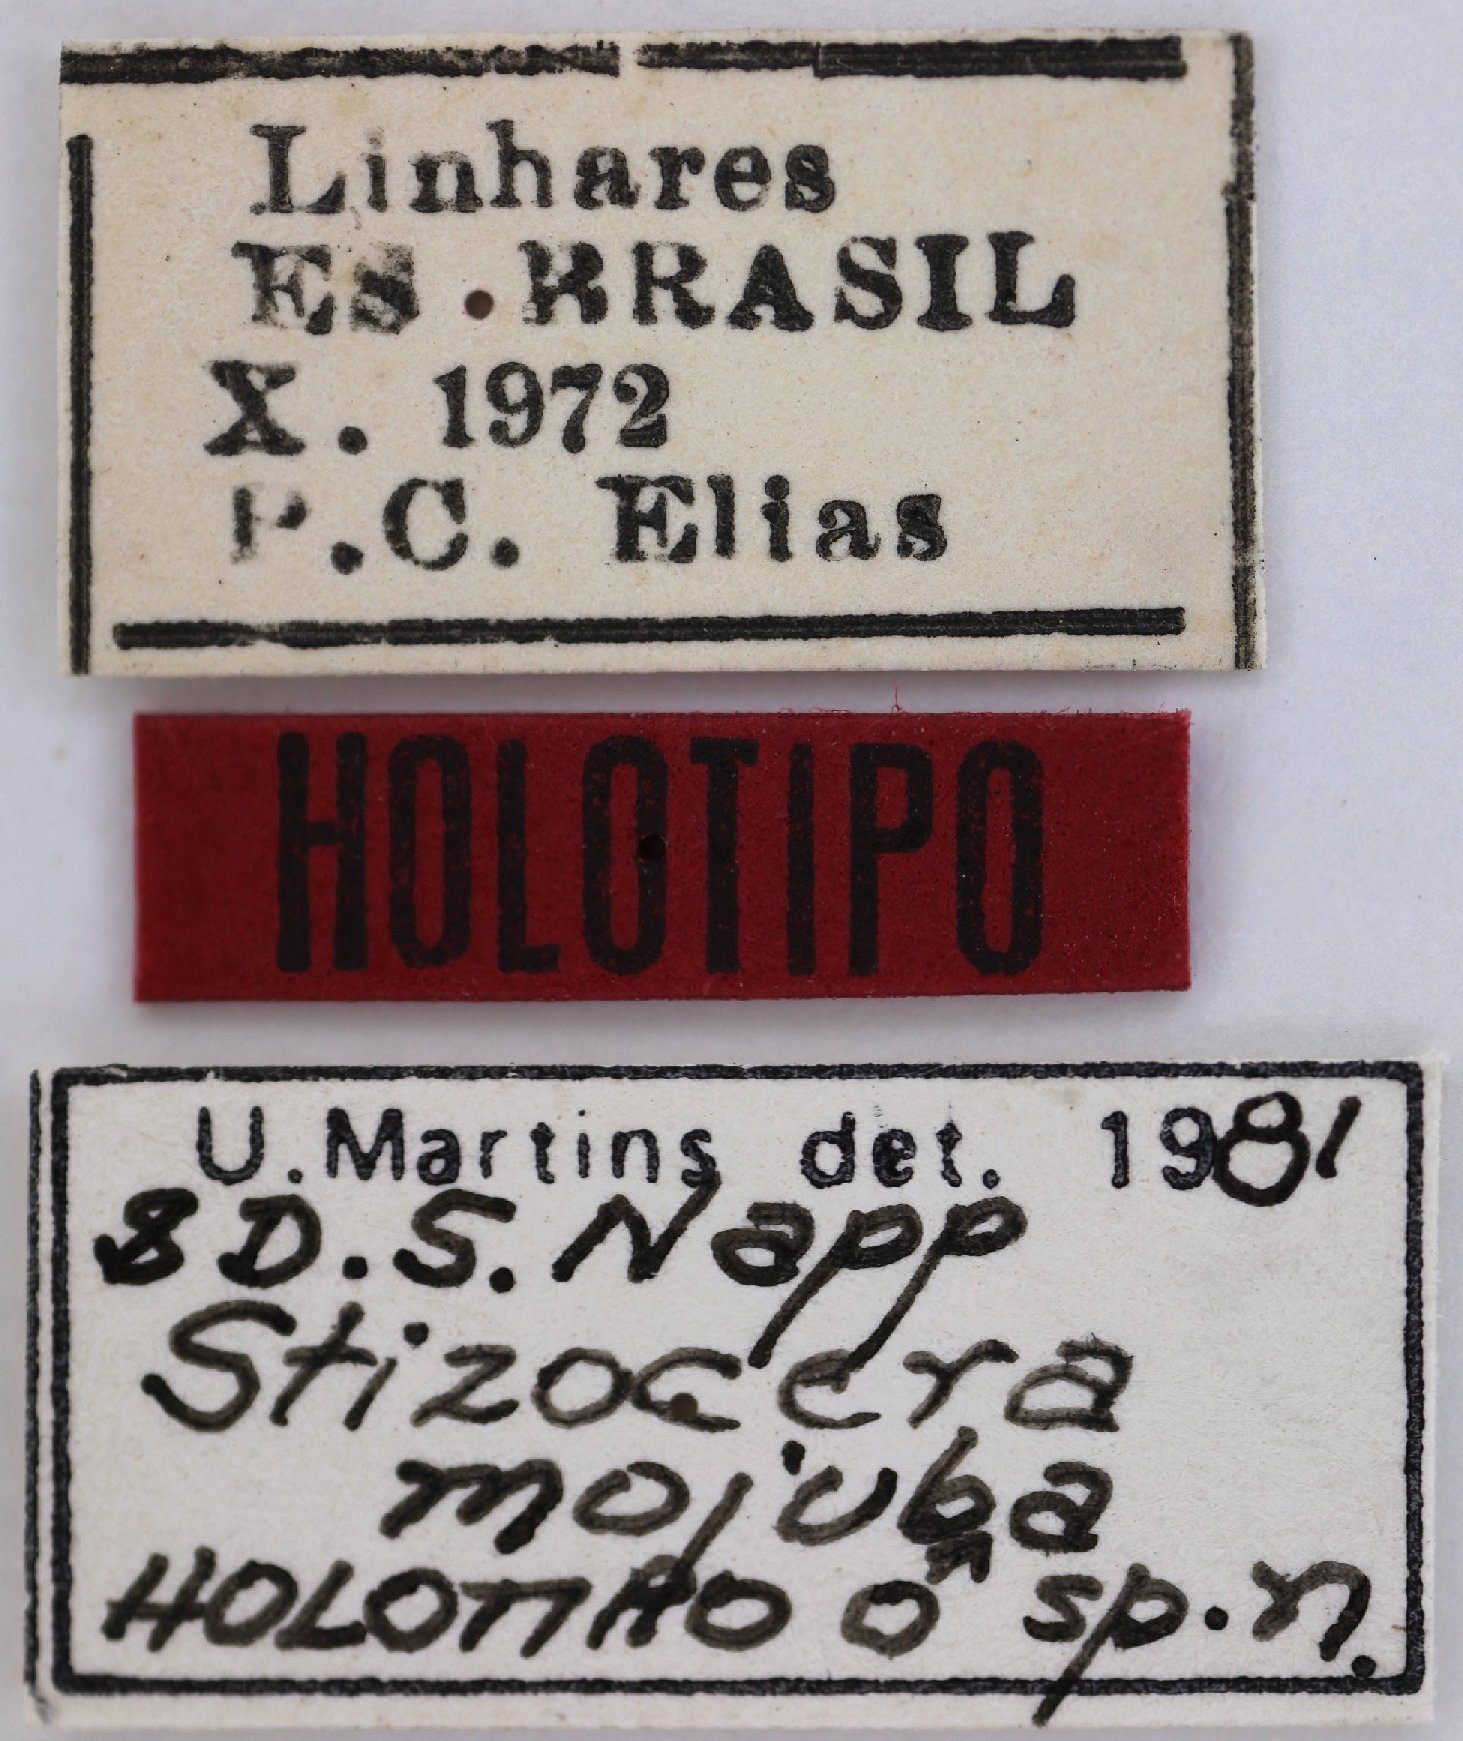 Linhares
ES. BRASIL
X. 1972
P.C. Elias
HOLOTIPO
U. Martins det. 1981
& D.S. Napp
Stizocera
mojuba
HOLOTIPO ♂ sp. n.